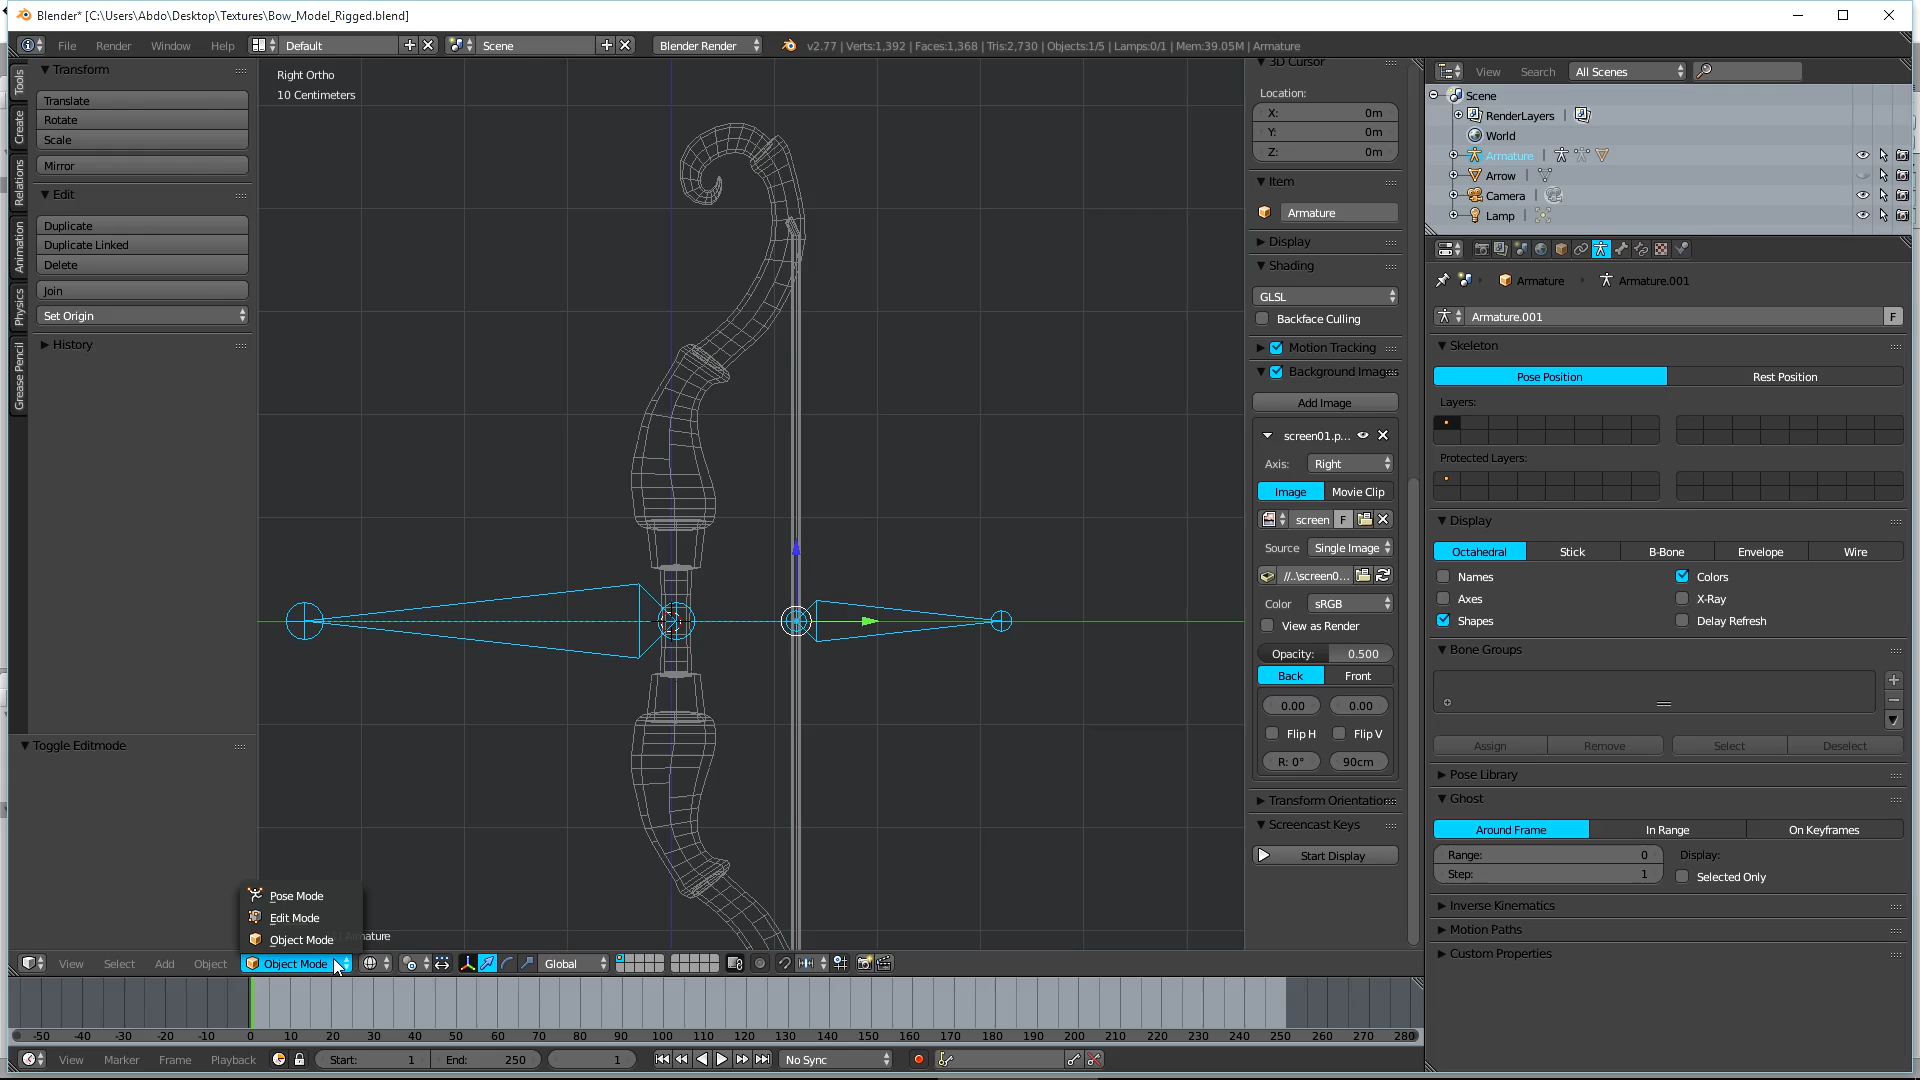 Blender* [C:\Users\Abdo\Desktop\Textures\Bow_Model_Rigged.blend]
File Render Window Help Default Scene Blender Render v2.77 | Verts:1,392 | Faces:1,368 | Tris:2,730 | Objects:1/5 | Lamps:0/1 | Mem:39.05M | Armature
Tools
Create
Relations
Animation
Physics
Grease Pencil
Transform
Translate
Rotate
Scale
Mirror
Edit
Duplicate
Duplicate Linked
Delete
Join
Set Origin
History
Toggle Editmode
Right Ortho
10 Centimeters
Pose Mode
Edit Mode
Object Mode
Armature
View Select Add Object Object Mode Global
3D Cursor
Location:
X: 0m
Y: 0m
Z: 0m
Item
Armature
Display
Shading
GLSL
Backface Culling
Motion Tracking
Background Imag
Add Image
screen01.p...
Axis: Right
Image Movie Clip
screen F
Source Single Image
//..\screen0...
Color sRGB
View as Render
Opacity: 0.500
Back Front
0.00 0.00
Flip H Flip V
R: 0° 90cm
Transform Orientation
Screencast Keys
Start Display
View Search All Scenes
Scene
RenderLayers |
World
Armature |
Arrow |
Camera |
Lamp |
Armature Armature.001
Armature.001 F
Skeleton
Pose Position Rest Position
Layers:
Protected Layers:
Display
Octahedral Stick B-Bone Envelope Wire
Names Colors
Axes X-Ray
Shapes Delay Refresh
Bone Groups
Assign Remove Select Deselect
Pose Library
Ghost
Around Frame In Range On Keyframes
Range: 0 Display:
Step: 1 Selected Only
Inverse Kinematics
Motion Paths
Custom Properties
-50 -40 -30 -20 -10 0 10 20 30 40 50 60 70 80 90 100 110 120 130 140 150 160 170 180 190 200 210 220 230 240 250 260 270 280
View Marker Frame Playback Start: 1 End: 250 1 No Sync